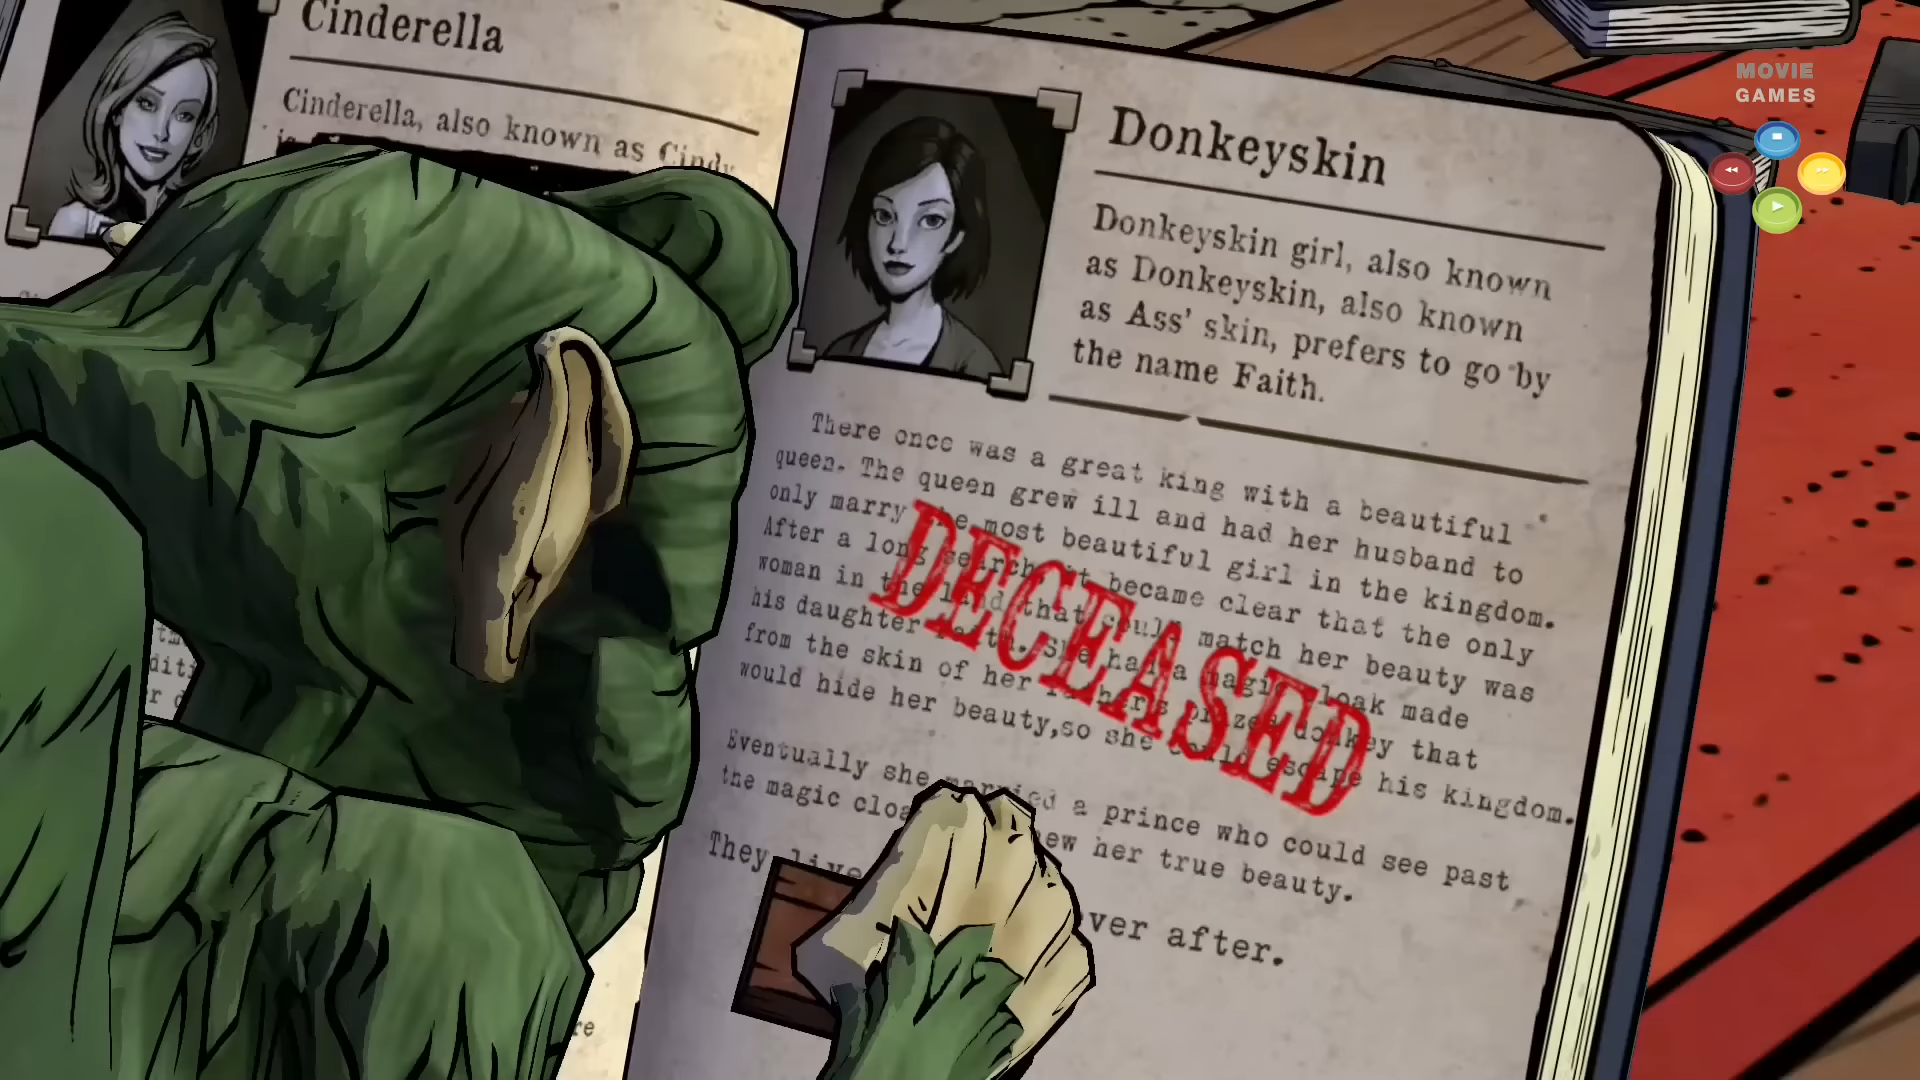 Cinderella
Cinderella, also known as Cindy
Donkeyskin
Donkeyskin girl, also known
as Donkeyskin, also known
as Ass' skin, prefers to go by
the name Faith.
There once was a great king with a beautiful
queen. The queen grew ill and had her husband to
only marry the most beautiful girl in the kingdom.
After a long search, it became clear that the only
woman in the land that could match her beauty was
his daughter Faith. She had a magic cloak made
from the skin of her father's prized donkey that
would hide her beauty,so she could escape his kingdom.
DECEASED
Eventually she married a prince who could see past
the magic cloa ew her true beauty.
They live ver after.
MOVIE
GAMES